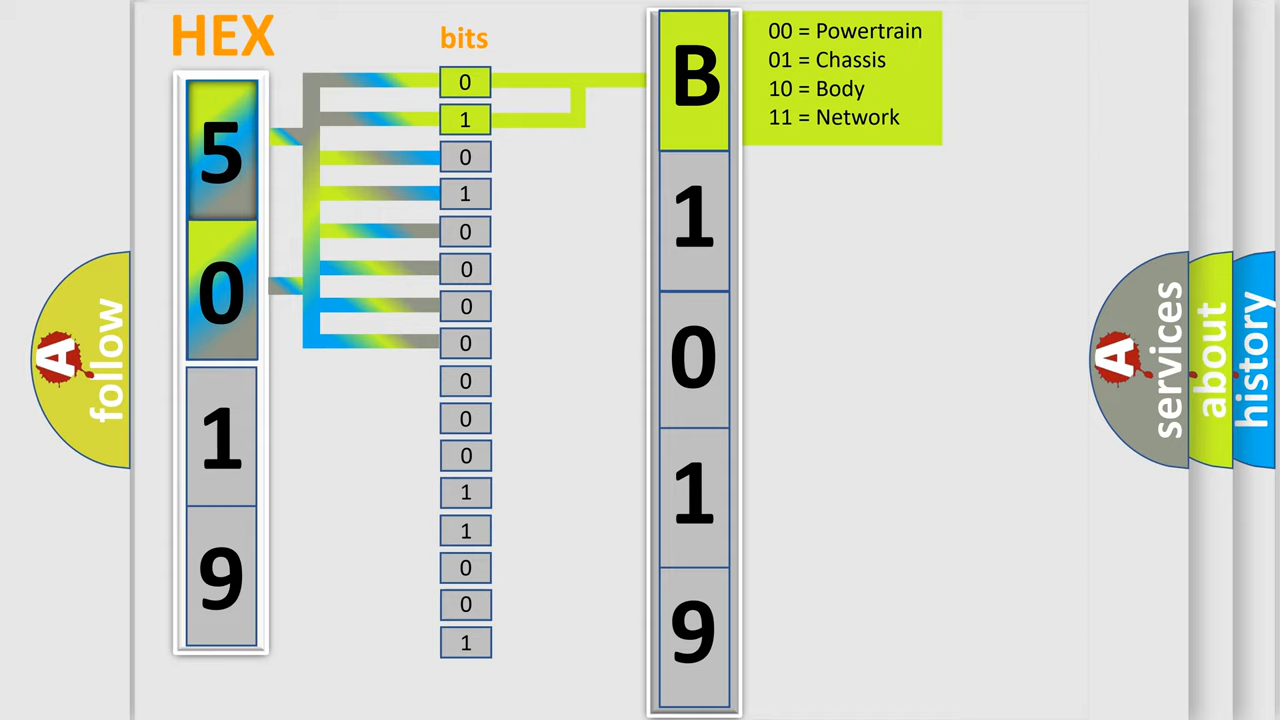 HEX
bits
5
0
1
9
0
1
0
1
0
0
0
0
0
0
0
1
1
0
0
1
B
1
0
1
9
00 = Powertrain
01 = Chassis
10 = Body
11 = Network
A
follow
A
services
about
history